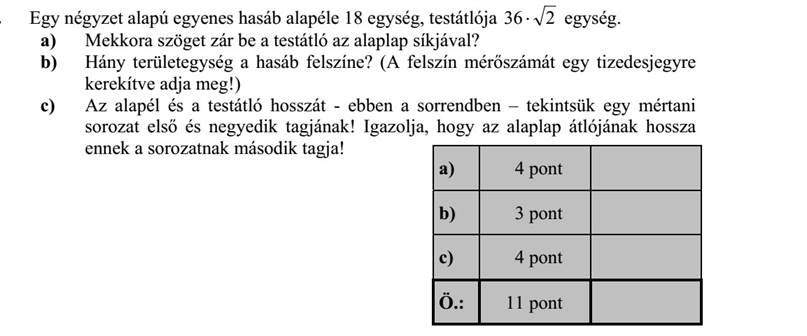 Egy négyzet alapú egyenes hasáb alapéle 18 egység, testátlója 36·√2 egység.
a) Mekkora szöget zár be a testátló az alaplap síkjával?
b) Hány területegység a hasáb felszíne? (A felszín mérőszámát egy tizedesjegyre
kerekítve adja meg!)
c) Az alapél és a testátló hosszát - ebben a sorrendben – tekintsük egy mértani
sorozat első és negyedik tagjának! Igazolja, hogy az alaplap átlójának hossza
ennek a sorozatnak második tagja!
a) 4 pont
b) 3 pont
c) 4 pont
Ö.: 11 pont